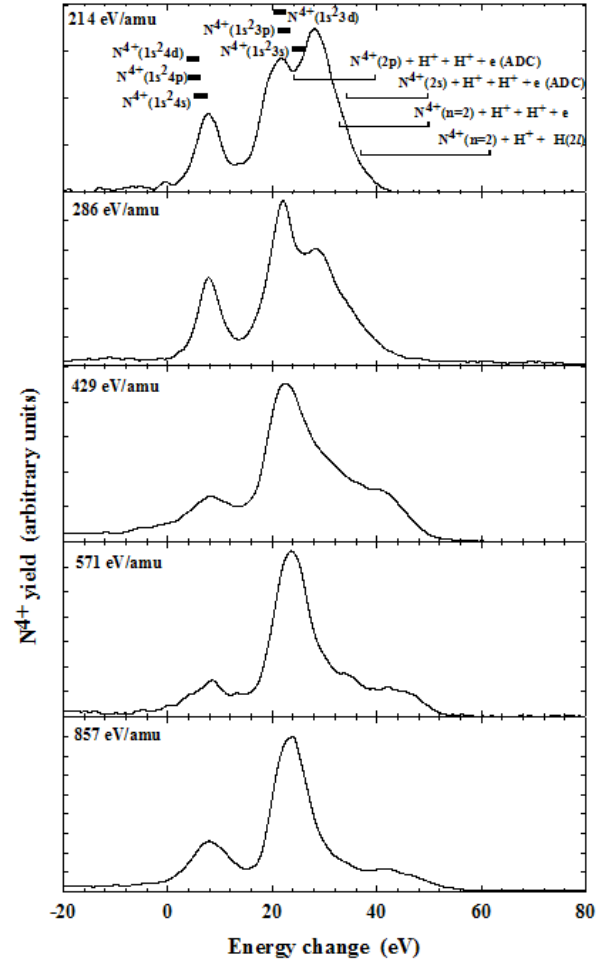 214 eV/amu
N⁴⁺(1s²3d)
N⁴⁺(1s²3p)
N⁴⁺(1s²3s)
N⁴⁺(1s²4d)
N⁴⁺(1s²4p)
N⁴⁺(1s²4s)
N⁴⁺(2p) + H⁺ + H⁺ + e (ADC)
N⁴⁺(2s) + H⁺ + H⁺ + e (ADC)
N⁴⁺(n=2) + H⁺ + H⁺ + e
N⁴⁺(n=2) + H⁺ + H(2l)
286 eV/amu
429 eV/amu
571 eV/amu
857 eV/amu
N⁴⁺ yield (arbitrary units)
-20 0 20 40 60 80
Energy change (eV)